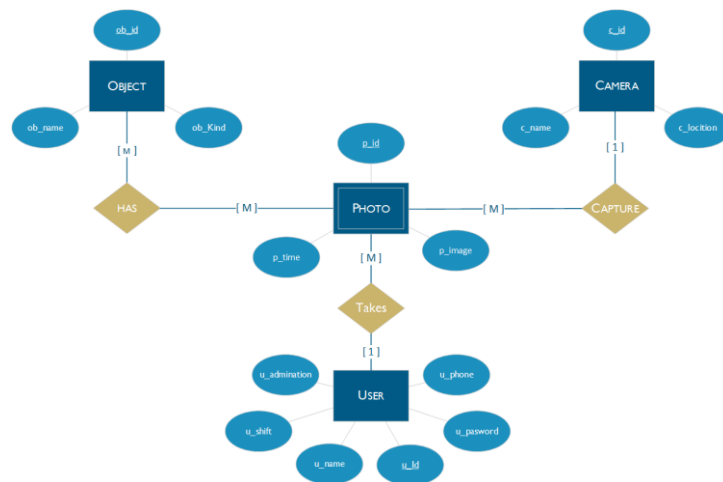 ob_id
c_id
OBJECT
CAMERA
ob_name
ob_Kind
c_name
c_locition
[ M ]
[ 1 ]
p_id
HAS
[ M ]
PHOTO
[ M ]
CAPTURE
p_time
[ M ]
p_image
Takes
[ 1 ]
u_admination
u_phone
USER
u_shift
u_pasword
u_name
u_Id